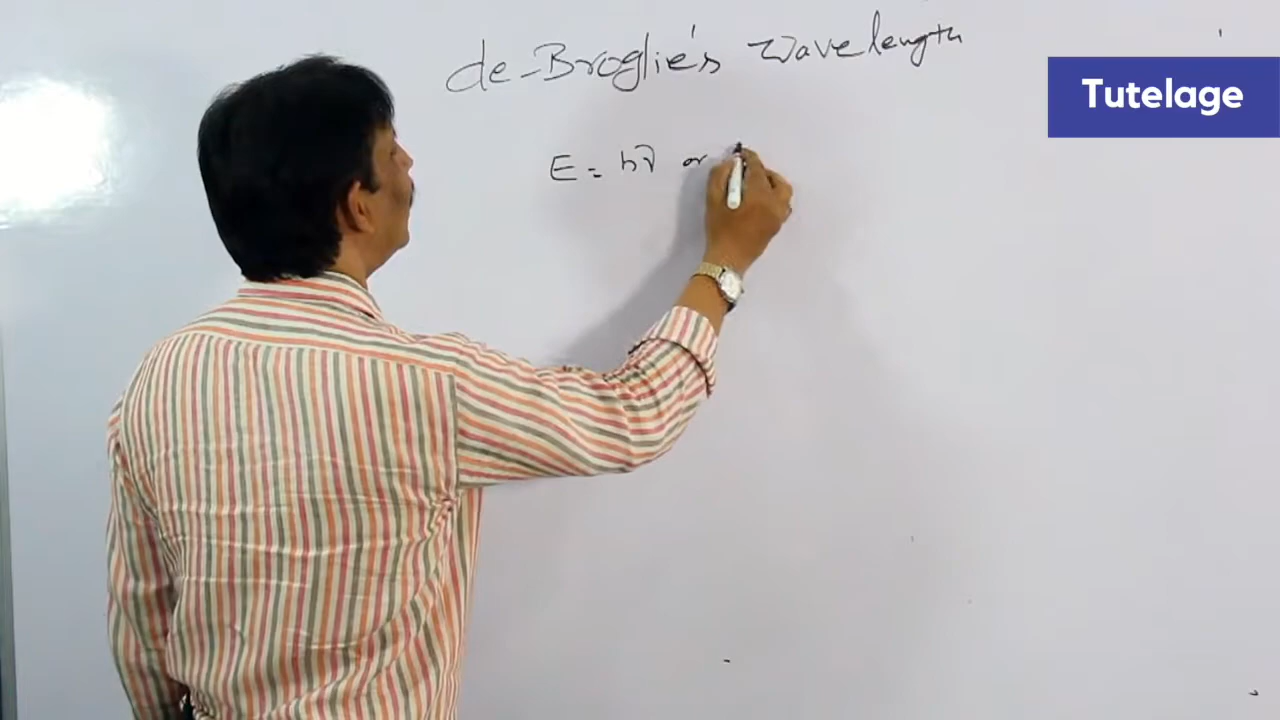 de-Broglie's wavelength
Tutelage
E = hν or